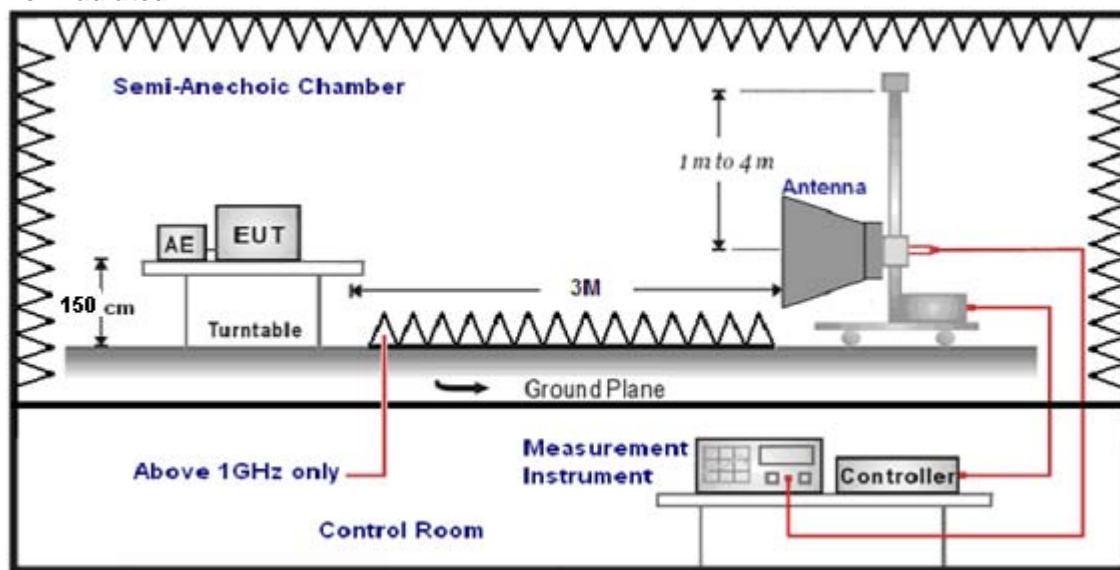 Semi-Anechoic Chamber
1 m to 4 m
Antenna
AE
EUT
150 cm
3M
Turntable
Ground Plane
Above 1GHz only
Measurement
Instrument
Controller
Control Room